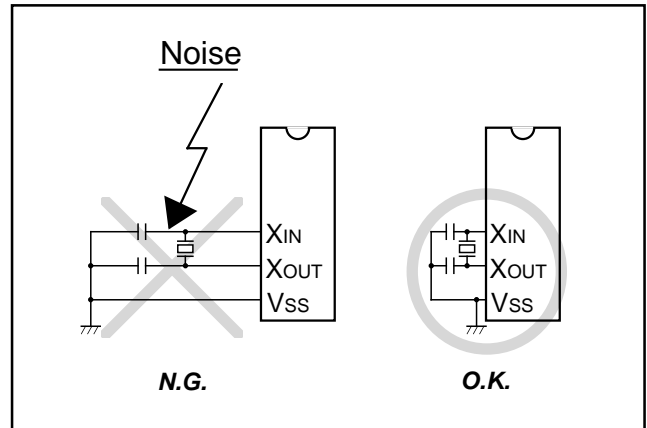 Noise
XIN
XOUT
VSS
XIN
XOUT
VSS
N.G.
O.K.